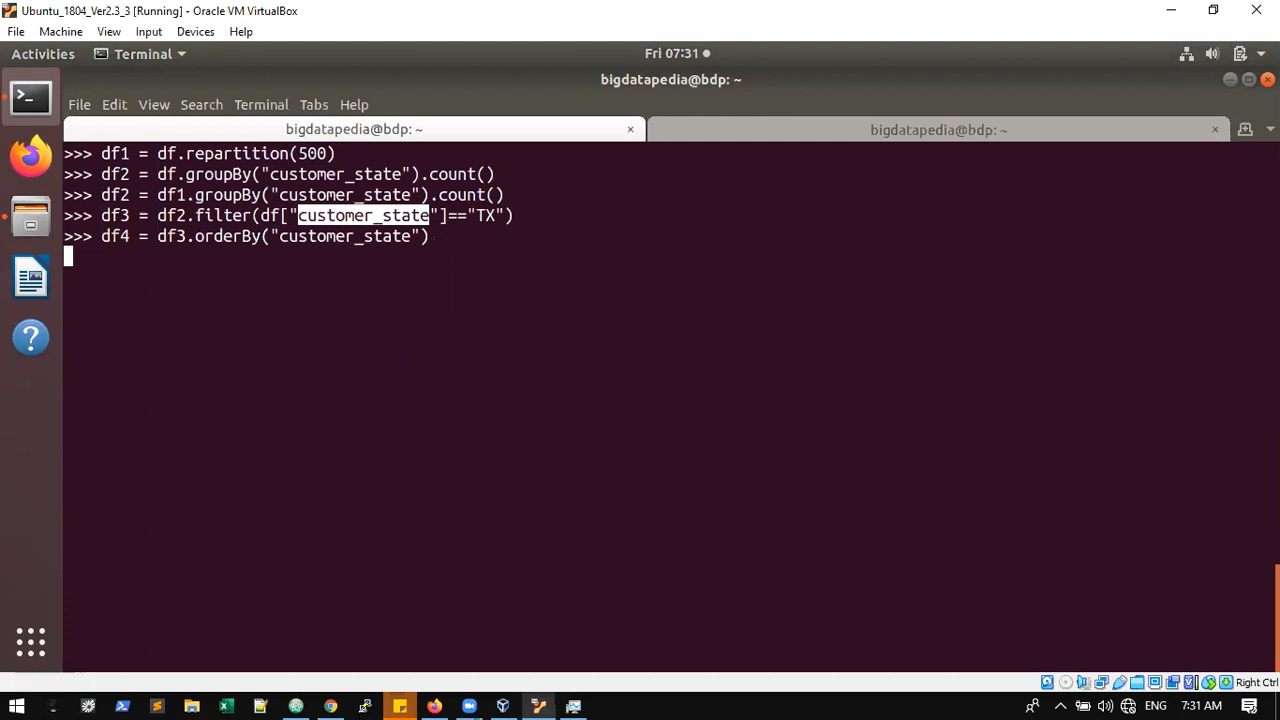 Ubuntu_1804_Ver2.3_3 [Running] - Oracle VM VirtualBox
File Machine View Input Devices Help
Activities Terminal Fri 07:31
bigdatapedia@bdp: ~
File Edit View Search Terminal Tabs Help
bigdatapedia@bdp: ~ × bigdatapedia@bdp: ~ ×
>>> df1 = df.repartition(500)
>>> df2 = df.groupBy("customer_state").count()
>>> df2 = df1.groupBy("customer_state").count()
>>> df3 = df2.filter(df["customer_state"]=="TX")
>>> df4 = df3.orderBy("customer_state")
Right Ctrl
ENG 7:31 AM